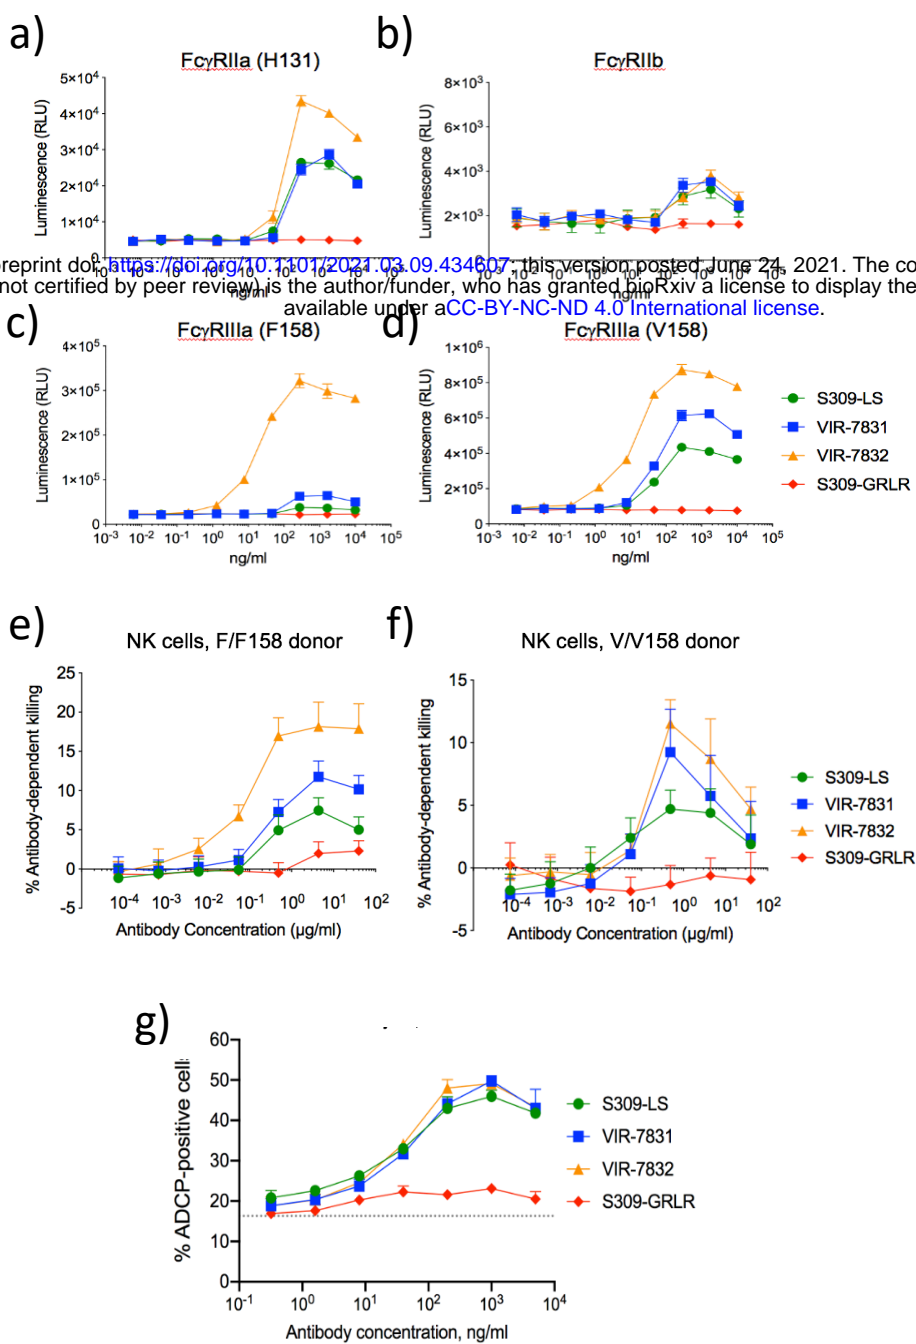 a)
b)
FcγRIIa (H131)
FcγRIIb
Luminescence (RLU)
5×10⁴
4×10⁴
3×10⁴
2×10⁴
1×10⁴
0
Luminescence (RLU)
8×10³
6×10³
4×10³
2×10³
0
reprint doi: https://doi.org/10.1101/2021.03.09.434607; this version posted June 24, 2021. The co
not certified by peer review) is the author/funder, who has granted bioRxiv a license to display the
available under aCC-BY-NC-ND 4.0 International license.
ng/ml
ng/ml
c)
d)
FcγRIIIa (F158)
FcγRIIIa (V158)
Luminescence (RLU)
4×10⁵
3×10⁵
2×10⁵
1×10⁵
0
10⁻³ 10⁻² 10⁻¹ 10⁰ 10¹ 10² 10³ 10⁴ 10⁵
ng/ml
Luminescence (RLU)
1×10⁶
8×10⁵
6×10⁵
4×10⁵
2×10⁵
0
10⁻³ 10⁻² 10⁻¹ 10⁰ 10¹ 10² 10³ 10⁴ 10⁵
ng/ml
S309-LS
VIR-7831
VIR-7832
S309-GRLR
e)
f)
NK cells, F/F158 donor
NK cells, V/V158 donor
% Antibody-dependent killing
25
20
15
10
5
0
-5
10⁻⁴ 10⁻³ 10⁻² 10⁻¹ 10⁰ 10¹ 10²
Antibody Concentration (μg/ml)
% Antibody-dependent killing
15
10
5
0
-5
10⁻⁴ 10⁻³ 10⁻² 10⁻¹ 10⁰ 10¹ 10²
Antibody Concentration (μg/ml)
S309-LS
VIR-7831
VIR-7832
S309-GRLR
g)
% ADCP-positive cell
60
50
40
30
20
10
0
10⁻¹ 10⁰ 10¹ 10² 10³ 10⁴
Antibody concentration, ng/ml
S309-LS
VIR-7831
VIR-7832
S309-GRLR